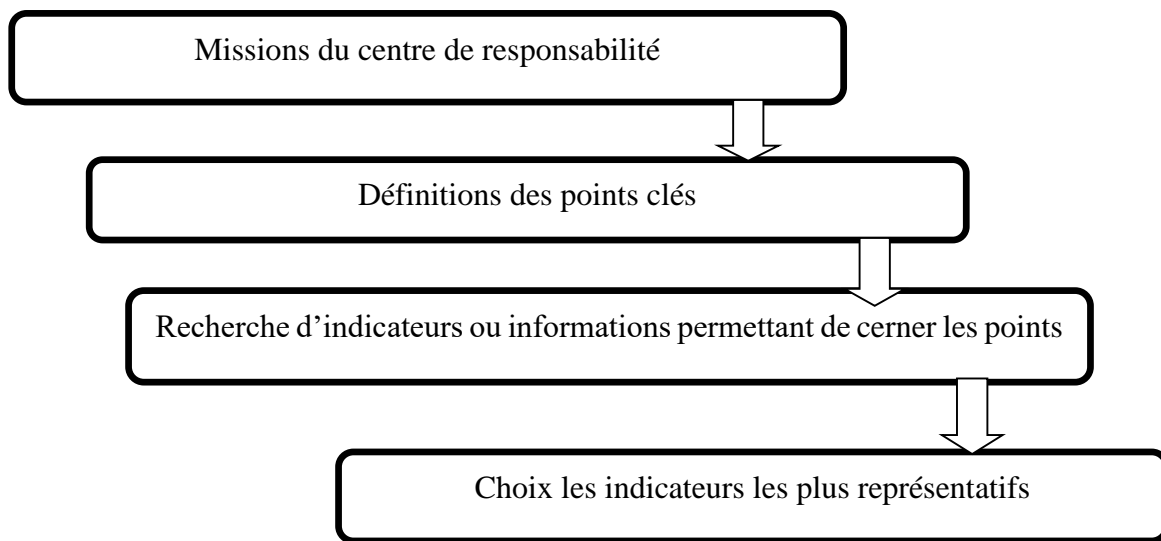 Missions du centre de responsabilité
Définitions des points clés
Recherche d’indicateurs ou informations permettant de cerner les points
Choix les indicateurs les plus représentatifs